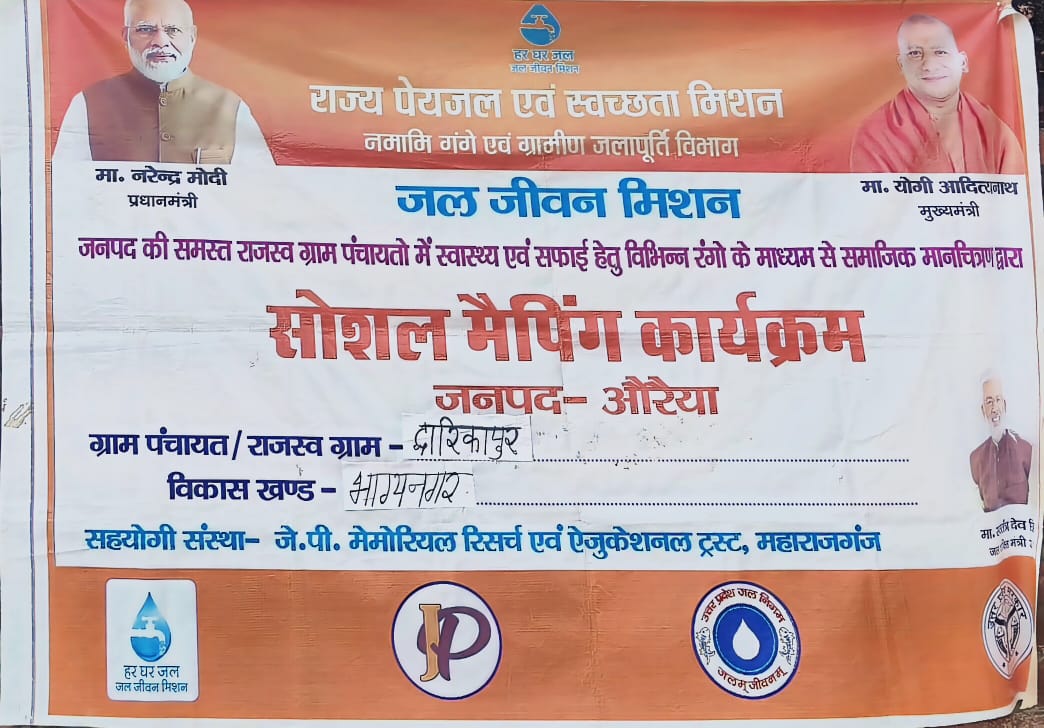 हर घर जल
जल जीवन मिशन
राज्य पेयजल एवं स्वच्छता मिशन
नमामि गंगे एवं ग्रामीण जलापूर्ति विभाग
मा. नरेन्द्र मोदी
प्रधानमंत्री
मा. योगी आदित्यनाथ
मुख्यमंत्री
जल जीवन मिशन
जनपद की समस्त राजस्व ग्राम पंचायतो में स्वास्थ्य एवं सफाई हेतु विभिन्न रंगो के माध्यम से समाजिक मानचित्रण द्वारा
सोशल मैपिंग कार्यक्रम
जनपद- औरैया
ग्राम पंचायत/राजस्व ग्राम - द्वारिकापुर
विकास खण्ड - भाग्यनगर
मा. देव
जल मंत्री
सहयोगी संस्था- जे.पी. मेमोरियल रिसर्च एवं ऐजुकेशनल ट्रस्ट, महाराजगंज
हर घर जल
जल जीवन मिशन
JP
उत्तर प्रदेश जल निगम
जलम् जीवनम्